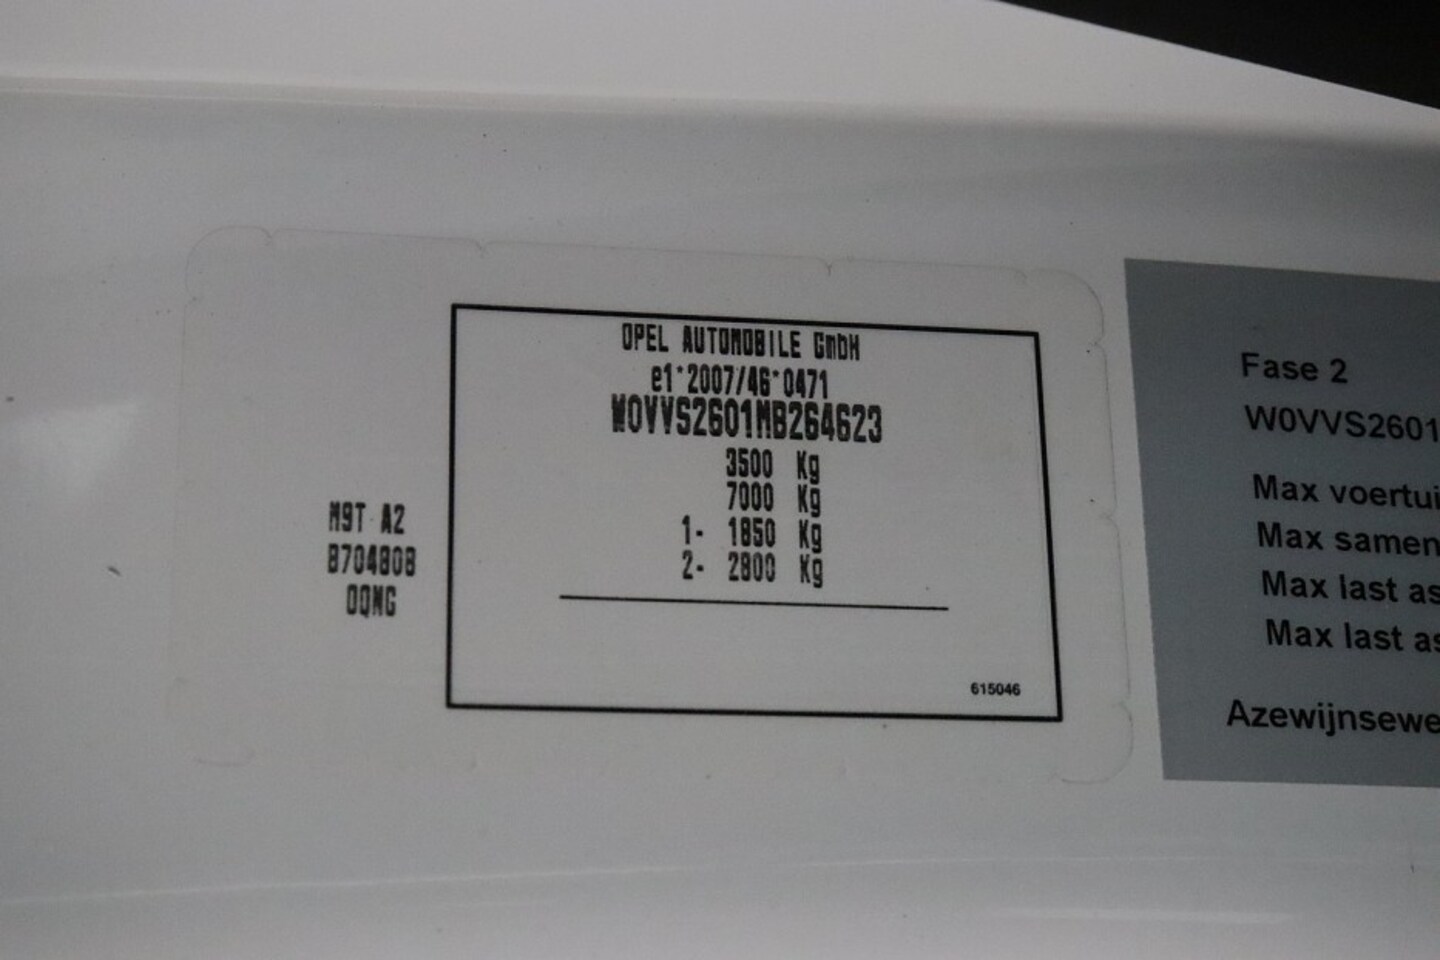 OPEL AUTOMOBILE GmbH
e1*2007/46*0471
W0VVS2601MB264623
3500 Kg
7000 Kg
1- 1850 Kg
2- 2800 Kg
615046
M9T A2
B704808
0QMG
Fase 2
W0VVS2601
Max voertui
Max samen
Max last as
Max last as
Azewijnsewe